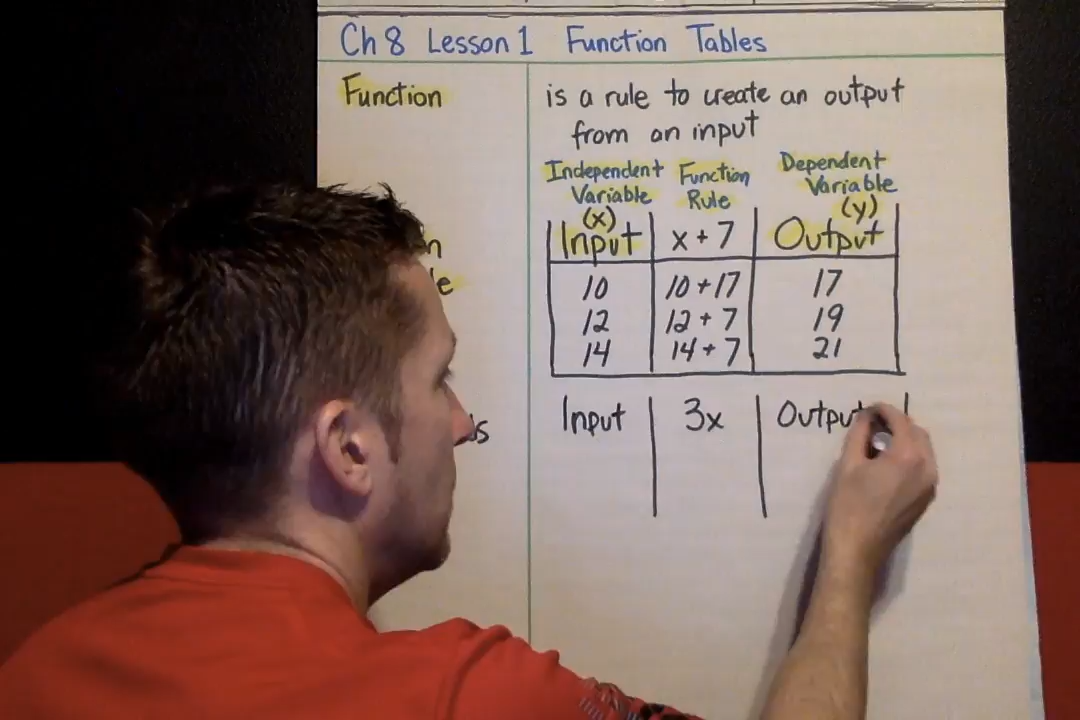 Ch 8 Lesson 1 Function Tables
Function
is a rule to create an output
from an input
Independent Variable (x)
Function Rule
Dependent Variable (y)
Input x + 7 Output
10 10 + 17 17
12 12 + 7 19
14 14 + 7 21
Input 3x Output